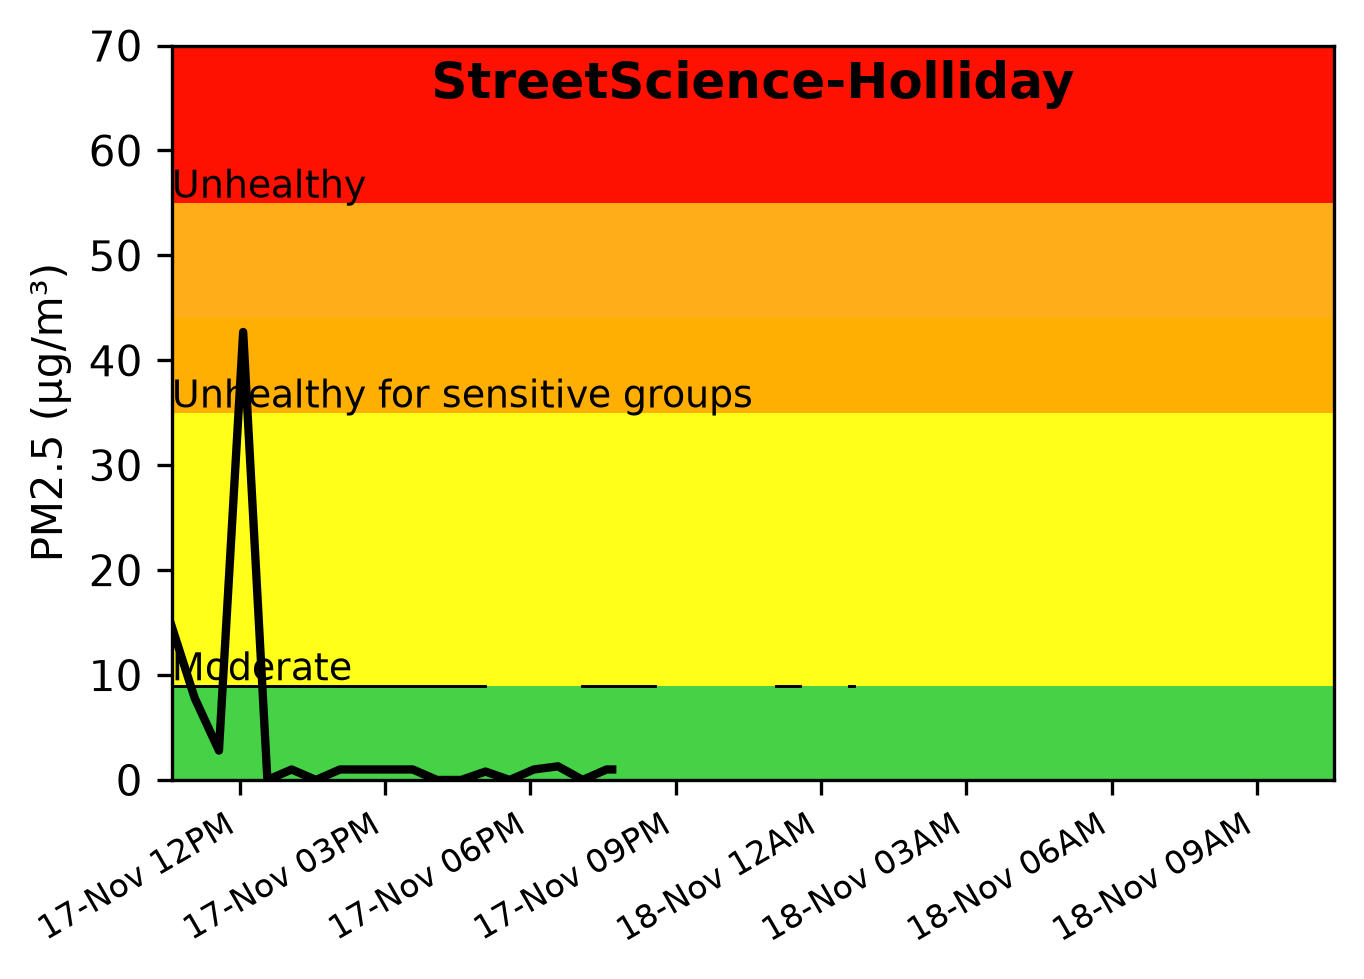 StreetScience-Holliday
70
60
Unhealthy
50
40
Unhealthy for sensitive groups
30
20
10
Moderate
0
PM2.5 (µg/m³)
17-Nov 12PM
17-Nov 03PM
17-Nov 06PM
17-Nov 09PM
18-Nov 12AM
18-Nov 03AM
18-Nov 06AM
18-Nov 09AM